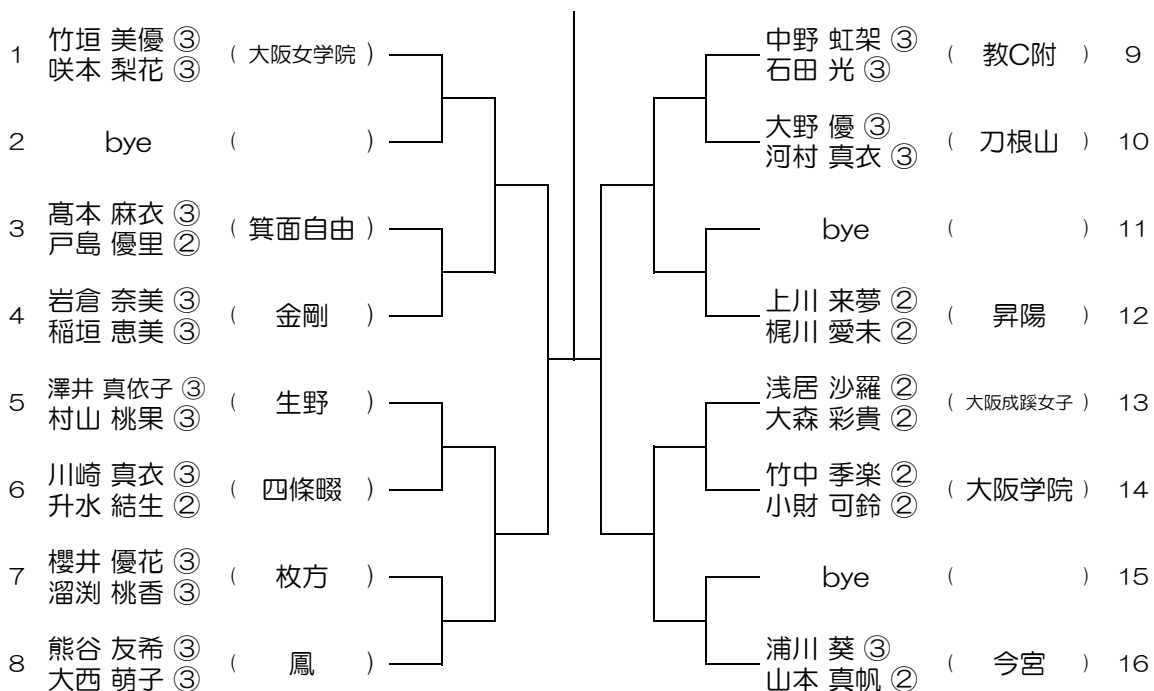 1 竹垣 美優 ③ ( 大阪女学院 )
咲本 梨花 ③
2 bye ( )
3 髙本 麻衣 ③ ( 箕面自由 )
戸島 優里 ②
4 岩倉 奈美 ③ ( 金剛 )
稲垣 恵美 ③
5 澤井 真依子 ③ ( 生野 )
村山 桃果 ③
6 川崎 真衣 ③ ( 四條畷 )
升水 結生 ②
7 櫻井 優花 ③ ( 枚方 )
溜渕 桃香 ③
8 熊谷 友希 ③ ( 鳳 )
大西 萌子 ③
中野 虹架 ③ ( 教C附 ) 9
石田 光 ③
大野 優 ③ ( 刀根山 ) 10
河村 真衣 ③
bye ( ) 11
上川 来夢 ② ( 昇陽 ) 12
梶川 愛未 ②
浅居 沙羅 ② ( 大阪成蹊女子 ) 13
大森 彩貴 ②
竹中 季楽 ② ( 大阪学院 ) 14
小財 可鈴 ②
bye ( ) 15
浦川 葵 ③ ( 今宮 ) 16
山本 真帆 ②